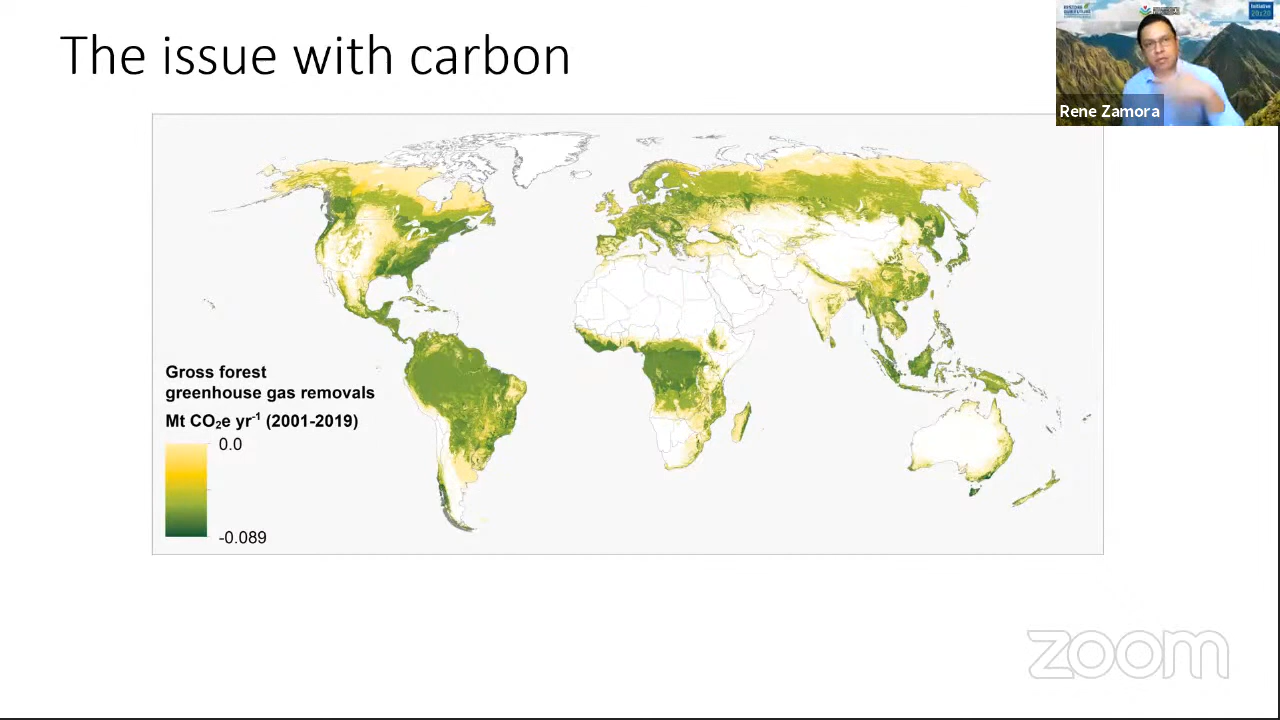 The issue with carbon
Rene Zamora
Gross forest
greenhouse gas removals
Mt CO₂e yr⁻¹ (2001-2019)
0.0
-0.089
zoom